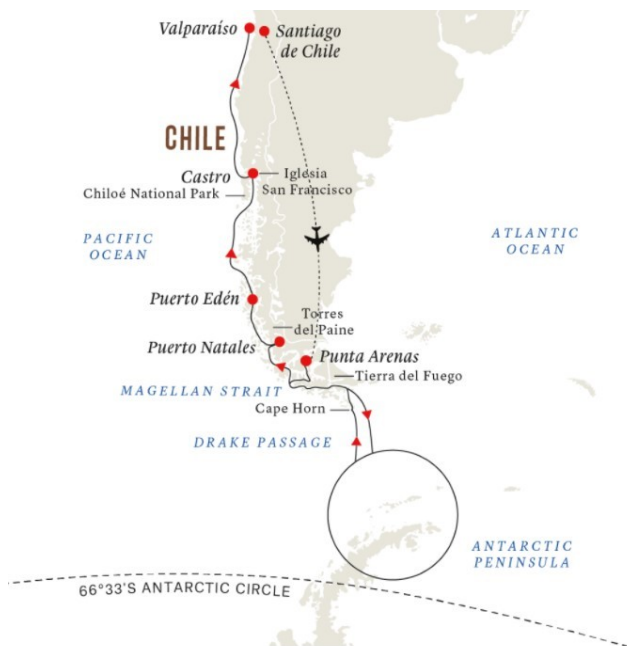 Valparaíso
Santiago
de Chile
CHILE
Castro
Iglesia
San Francisco
Chiloé National Park
PACIFIC
OCEAN
ATLANTIC
OCEAN
Puerto Edén
Torres
del Paine
Puerto Natales
Punta Arenas
Tierra del Fuego
MAGELLAN STRAIT
Cape Horn
DRAKE PASSAGE
ANTARCTIC
PENINSULA
66°33'S ANTARCTIC CIRCLE